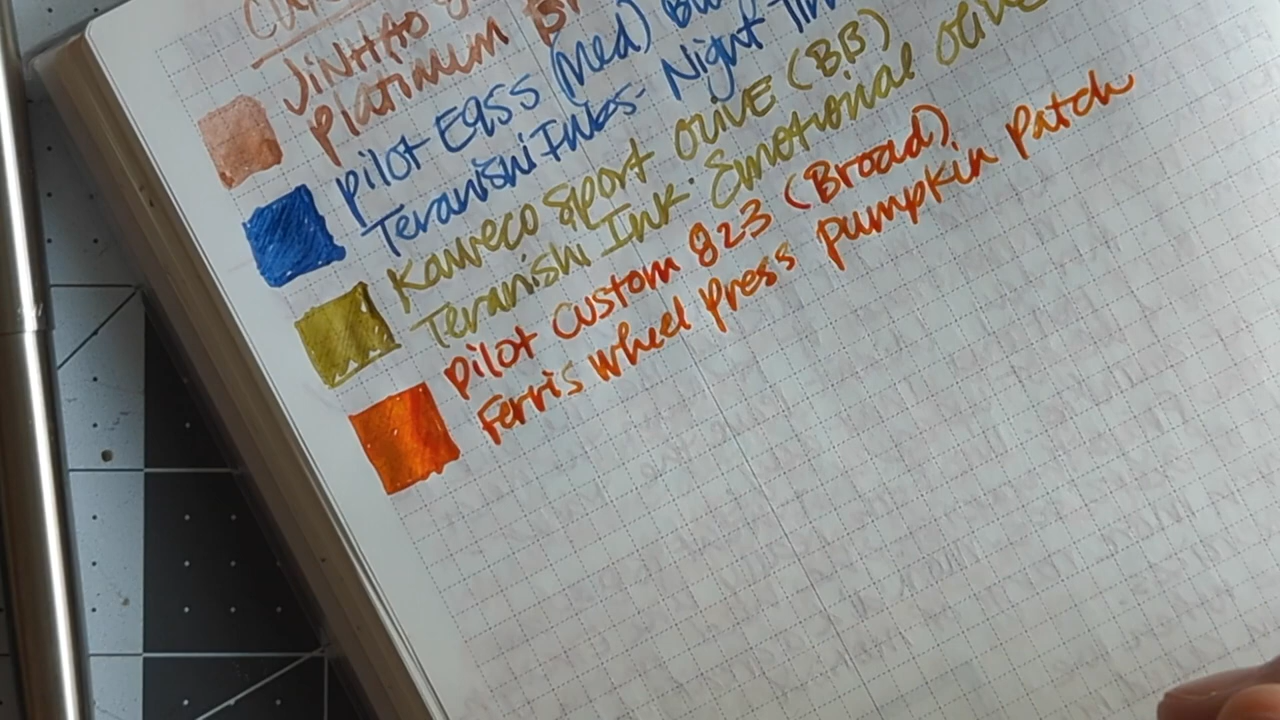 JiNHAO
Platinum
Pilot E95s (Med)
Teranishi Inks- Night
Kaweco Sport Olive (BB)
Teranishi Ink. Emotional Olive
Pilot Custom 823 (Broad)
Ferris Wheel Press Pumpkin Patch